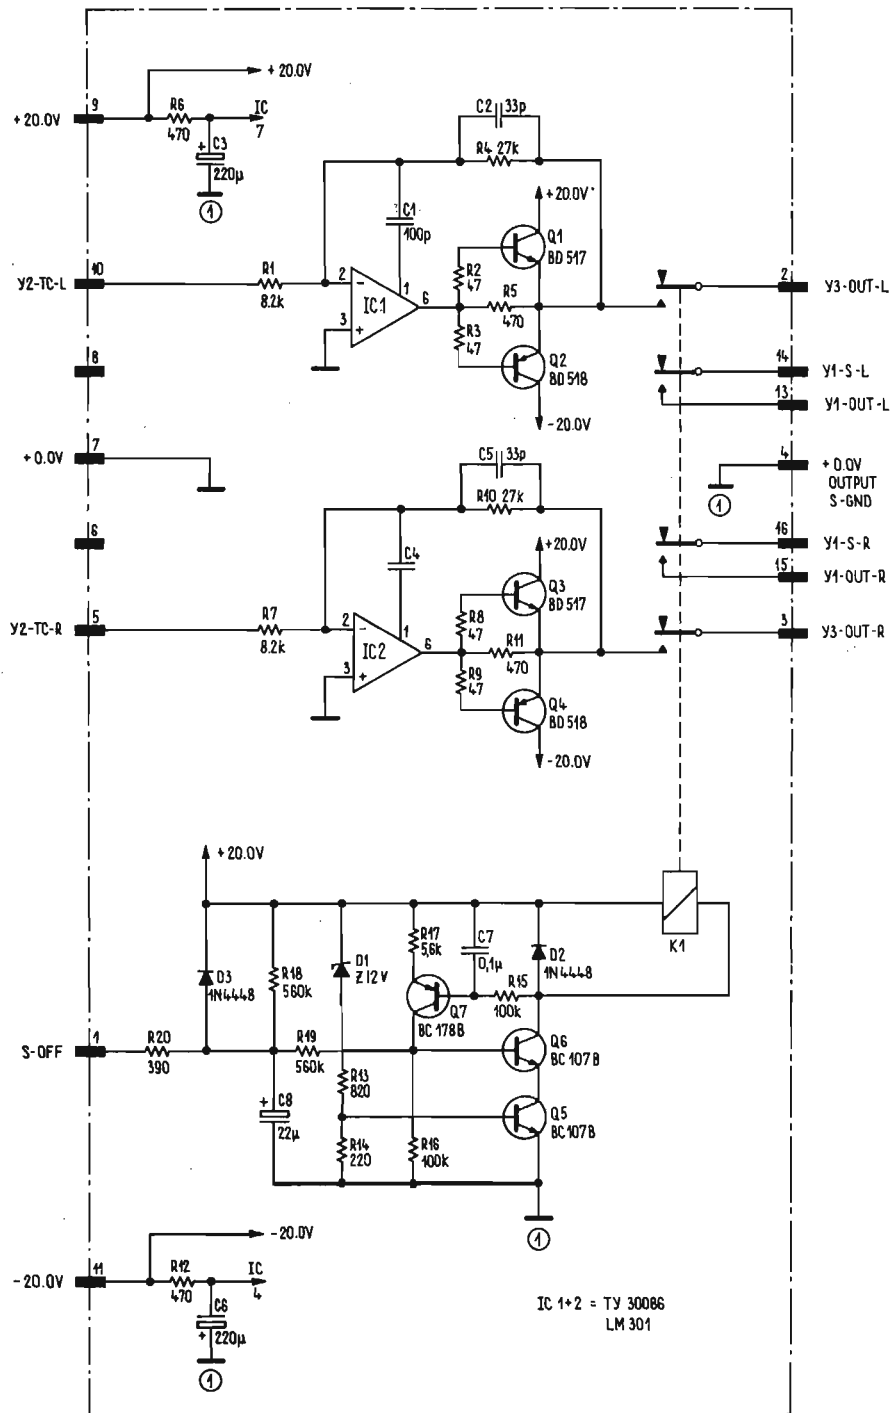 +20.0V
9
+20.0V
R6
470
IC
7
C3
+
220µ
1
C2 33p
R4 27k
C1
100p
+20.0V
Q1
BD 517
Y2-TC-L
10
R1
8.2k
2
-
IC1
1
6
3
+
R2
47
R5
470
R3
47
Q2
BD 518
-20.0V
2
Y3-OUT-L
14
Y1-S-L
13
Y1-OUT-L
8
+0.0V
7
4
+0.0V
OUTPUT
S-GND
1
C5 33p
R10 27k
C4
+20.0V
Q3
BD 517
6
Y2-TC-R
5
R7
8.2k
2
-
IC2
1
6
3
+
R8
47
R11
470
R9
47
Q4
BD 518
-20.0V
16
Y1-S-R
15
Y1-OUT-R
3
Y3-OUT-R
+20.0V
K1
D3
1N4448
R18
560k
D1
Z12V
R17
5,6k
C7
0,1µ
D2
1N4448
R15
100k
Q7
BC 178B
S-OFF
1
R20
390
R19
560k
Q6
BC 107B
C8
+
22µ
R13
820
R14
220
R16
100k
Q5
BC 107B
1
-20.0V
-20.0V
11
R12
470
IC
4
C6
+
220µ
1
IC 1+2 = TY 30086
LM 301